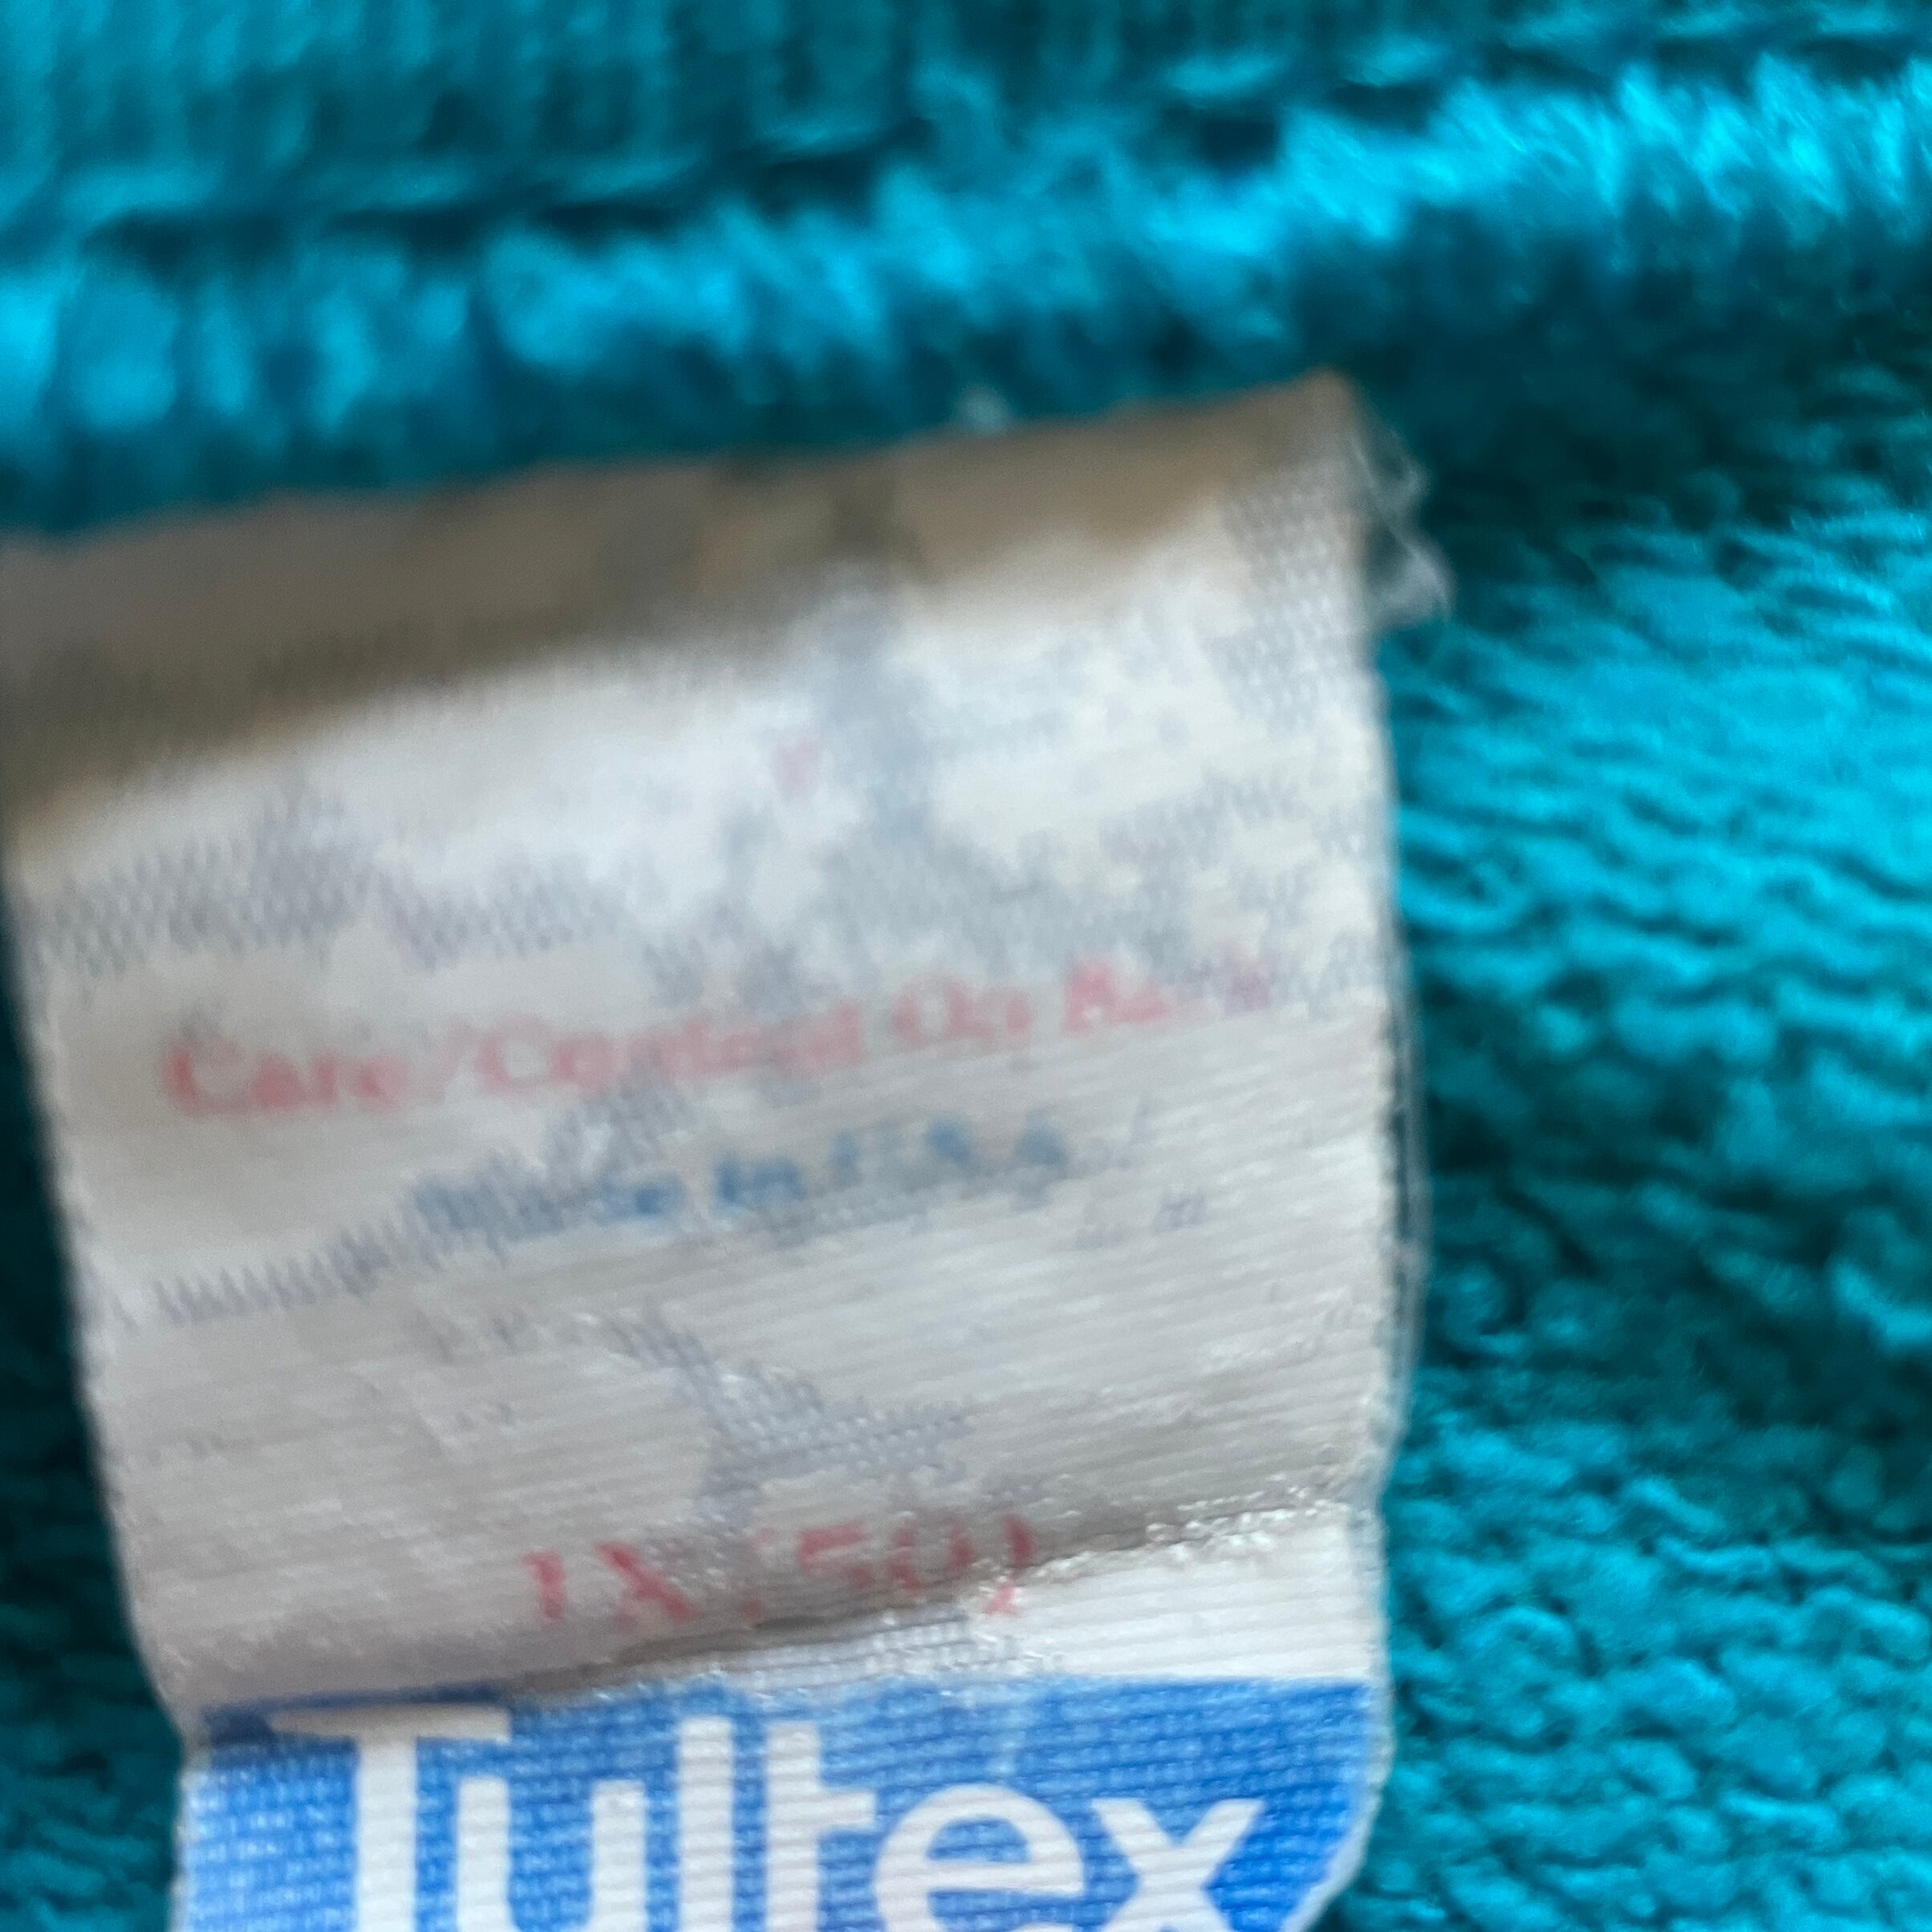 Care/Content On Back
Made In U.S.A.
1X (50)
Tultex